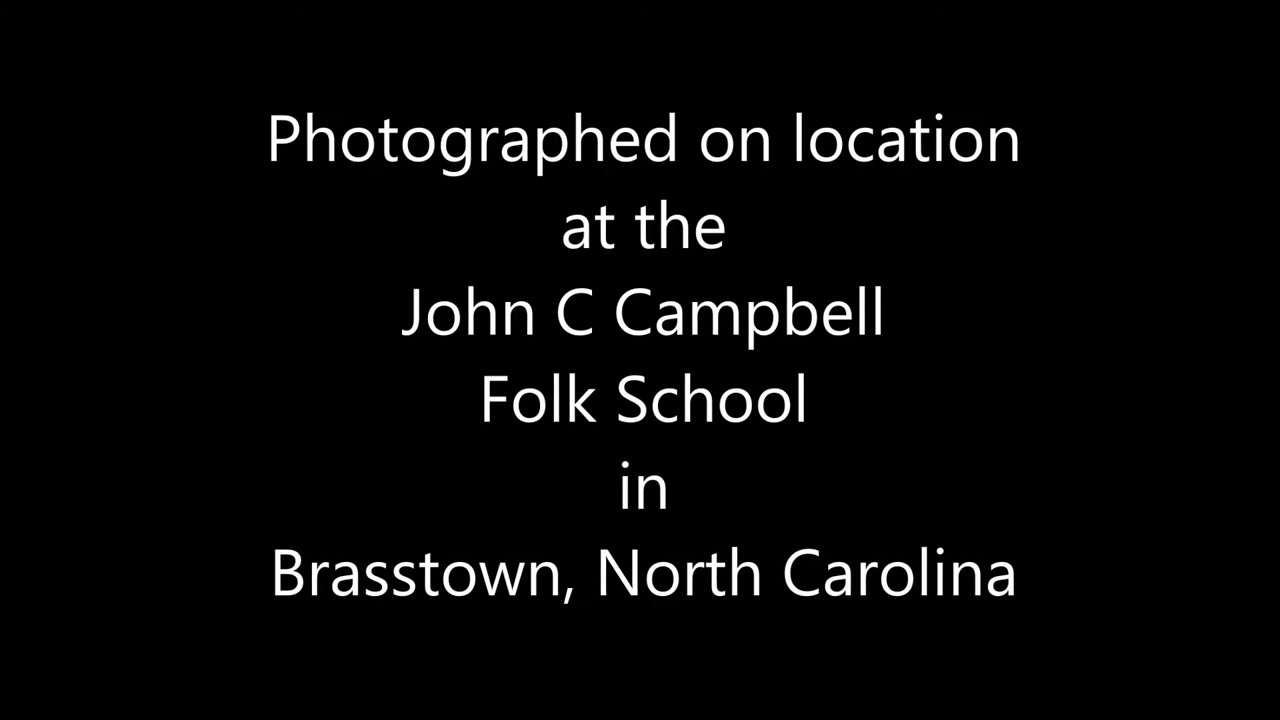 Photographed on location
at the
John C Campbell
Folk School
in
Brasstown, North Carolina